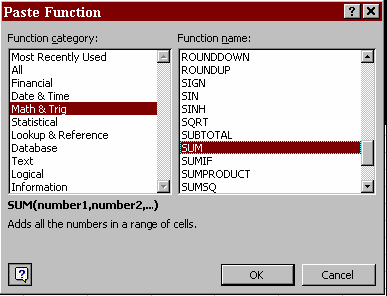 Paste Function
Function category:
Most Recently Used
All
Financial
Date & Time
Math & Trig
Statistical
Lookup & Reference
Database
Text
Logical
Information
Function name:
ROUNDDOWN
ROUNDUP
SIGN
SIN
SINH
SQRT
SUBTOTAL
SUM
SUMIF
SUMPRODUCT
SUMSQ
SUM(number1,number2,...)
Adds all the numbers in a range of cells.
OK
Cancel